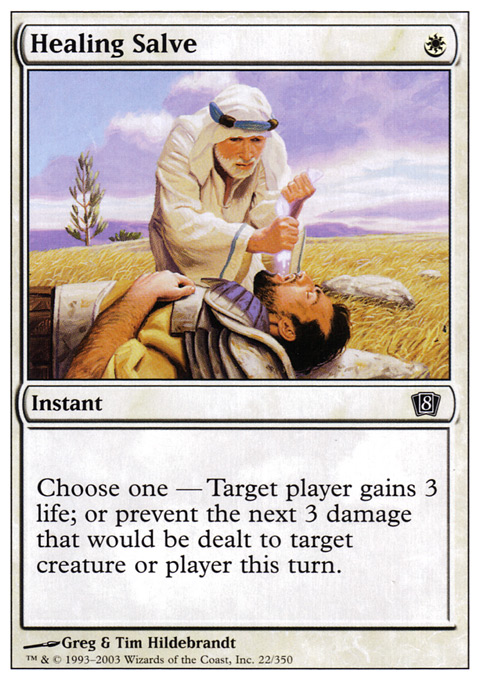 Healing Salve
Instant
8
Choose one — Target player gains 3
life; or prevent the next 3 damage
that would be dealt to target
creature or player this turn.
Greg & Tim Hildebrandt
™ & © 1993–2003 Wizards of the Coast, Inc. 22/350